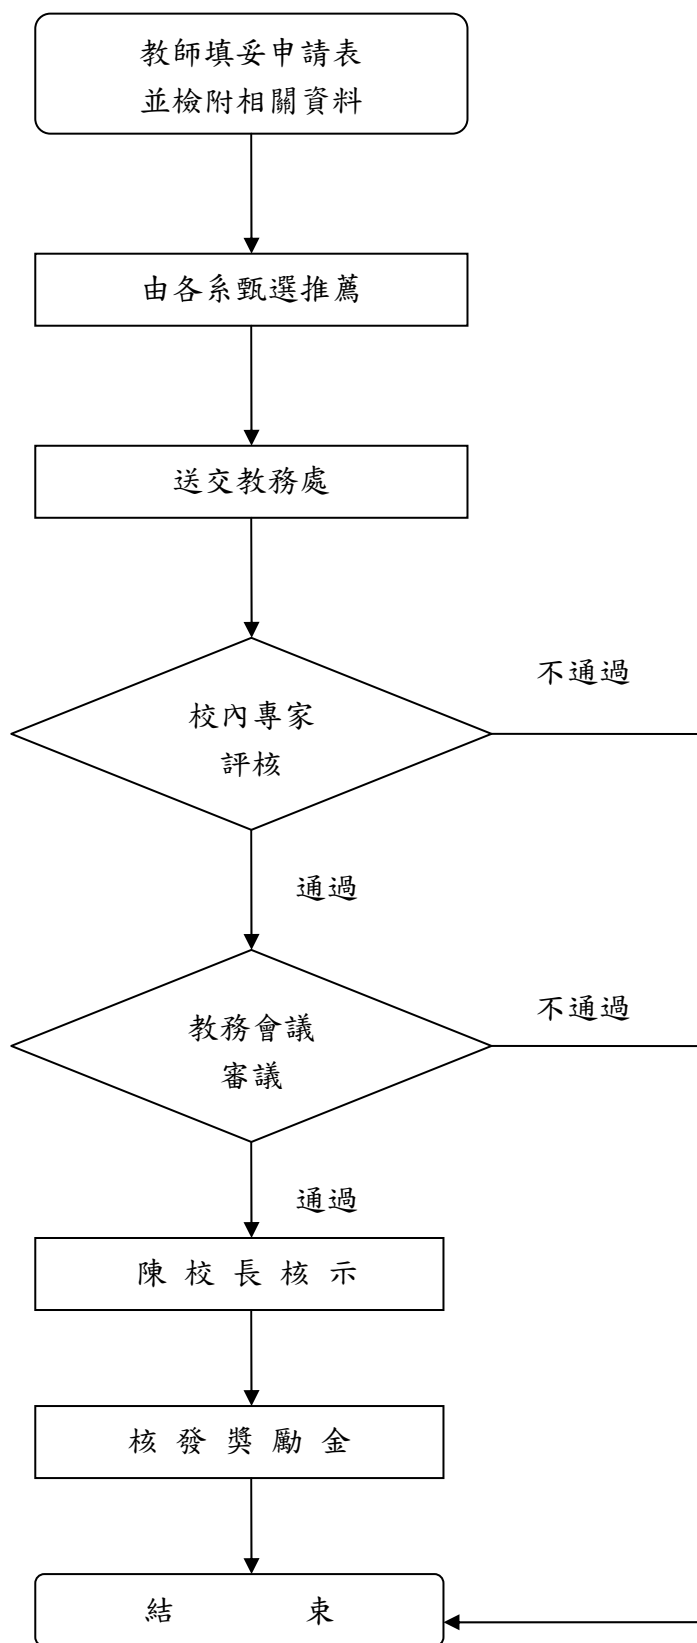 教師填妥申請表
並檢附相關資料
由各系甄選推薦
送交教務處
校內專家
評核
不通過
通過
教務會議
審議
不通過
通過
陳 校 長 核 示
核 發 獎 勵 金
結 束